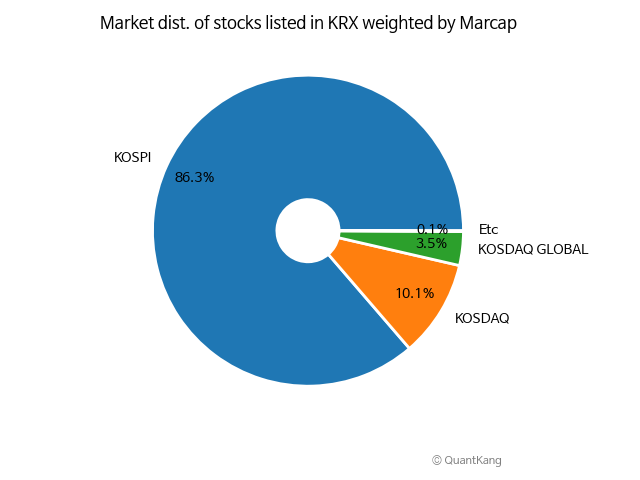 Market dist. of stocks listed in KRX weighted by Marcap
KOSPI
86.3%
0.1%
Etc
3.5%
KOSDAQ GLOBAL
10.1%
KOSDAQ
© QuantKang